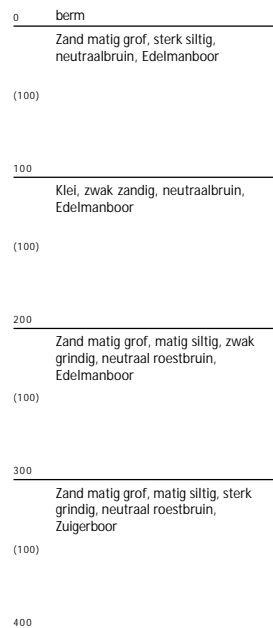 0 berm
Zand matig grof, sterk siltig,
neutraalbruin, Edelmanboor
(100)
100
Klei, zwak zandig, neutraalbruin,
Edelmanboor
(100)
200
Zand matig grof, matig siltig, zwak
grindig, neutraal roestbruin,
Edelmanboor
(100)
300
Zand matig grof, matig siltig, sterk
grindig, neutraal roestbruin,
Zuigerboor
(100)
400